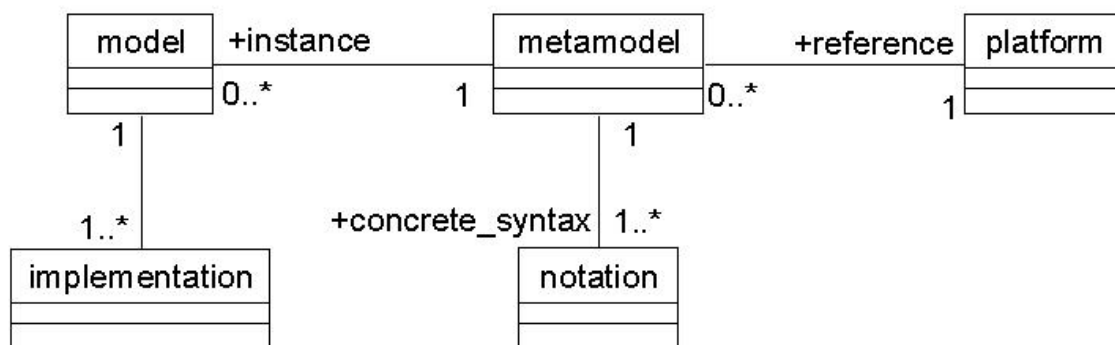 model
+instance
metamodel
+reference
platform
0..*
1
0..*
1
1
1
1..*
+concrete_syntax
1..*
implementation
notation